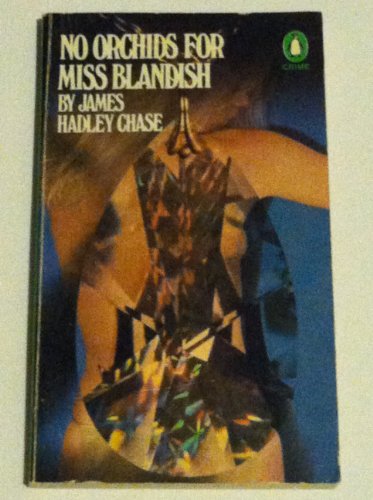 NO ORCHIDS FOR
MISS BLANDISH
BY JAMES
HADLEY CHASE
CRIME